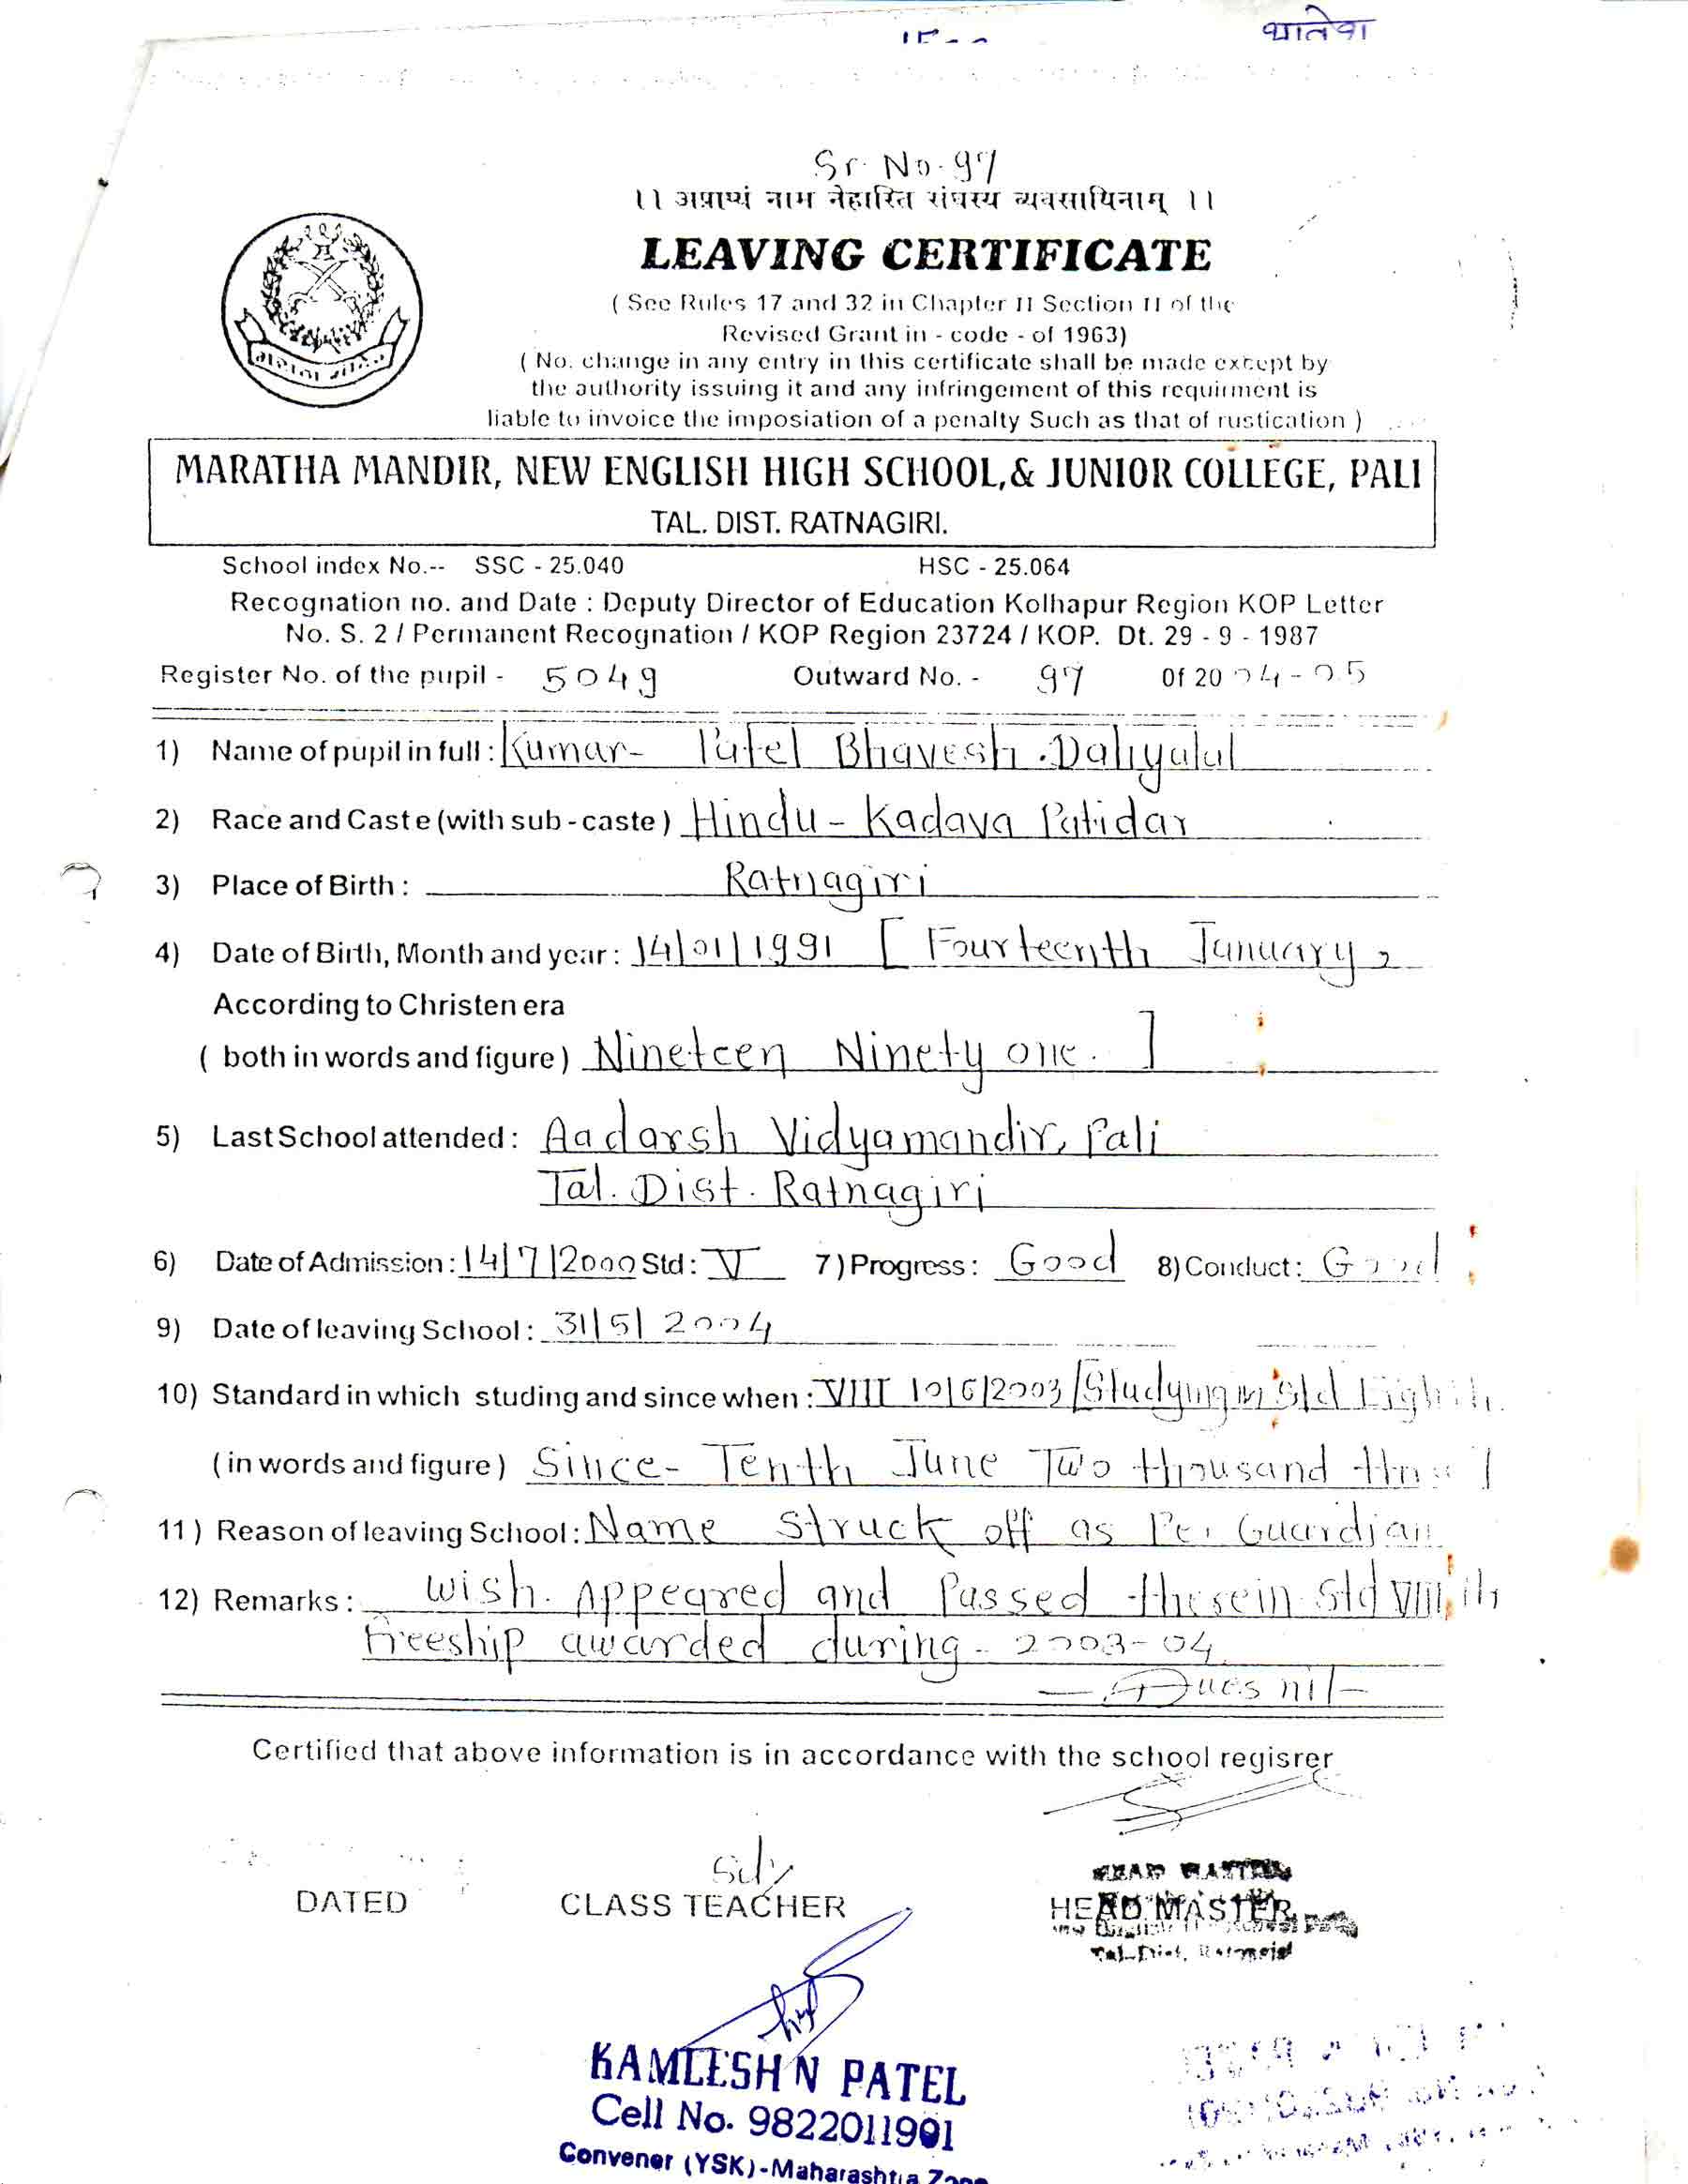 थातेवा
Sr. No. 97
।। अप्राप्यं नाम नेहास्ति संघस्य व्यवसायिनाम् ।।
LEAVING CERTIFICATE
( See Rules 17 and 32 in Chapter II Section II of the
Revised Grant in - code - of 1963)
( No. change in any entry in this certificate shall be made except by
the authority issuing it and any infringement of this requirment is
liable to invoice the imposiation of a penalty Such as that of rustication )
MARATHA MANDIR, NEW ENGLISH HIGH SCHOOL,& JUNIOR COLLEGE, PALI
TAL. DIST. RATNAGIRI.
School index No.-- SSC - 25.040 HSC - 25.064
Recognation no. and Date : Deputy Director of Education Kolhapur Region KOP Letter
No. S. 2 / Permanent Recognation / KOP Region 23724 / KOP. Dt. 29 - 9 - 1987
Register No. of the pupil - 5049 Outward No. - 97 Of 2004-05
1) Name of pupil in full : Kumar- Patel Bhavesh Dahyalal
2) Race and Caste (with sub - caste ) Hindu - Kadava Patidar
3) Place of Birth : Ratnagiri
4) Date of Birth, Month and year : 14/01/1991 [ Fourteenth January,
According to Christen era
( both in words and figure ) Nineteen Ninety one. ]
5) Last School attended : Aadarsh Vidyamandir, Pali
Tal. Dist. Ratnagiri
6) Date of Admission : 14/7/2000 Std : V 7 ) Progress : Good 8) Conduct : Good
9) Date of leaving School : 31/5/2004
10) Standard in which studing and since when : VIII 10/6/2003 [Studying in Std Eighth
( in words and figure ) Since- Tenth June Two thousand three ]
11 ) Reason of leaving School : Name struck off as Per Guardian
12) Remarks : wish. Appeared and Passed therein Std VIII th
Freeship awarded during - 2003-04
- Dues nil -
Certified that above information is in accordance with the school regisrer
Sd/
HEAD MASTER
DATED CLASS TEACHER HEAD MASTER
Tal. Dist. Ratnagiri
KAMLESH N PATEL
Cell No. 9822011991
Convener (YSK)-Maharashtra Zone